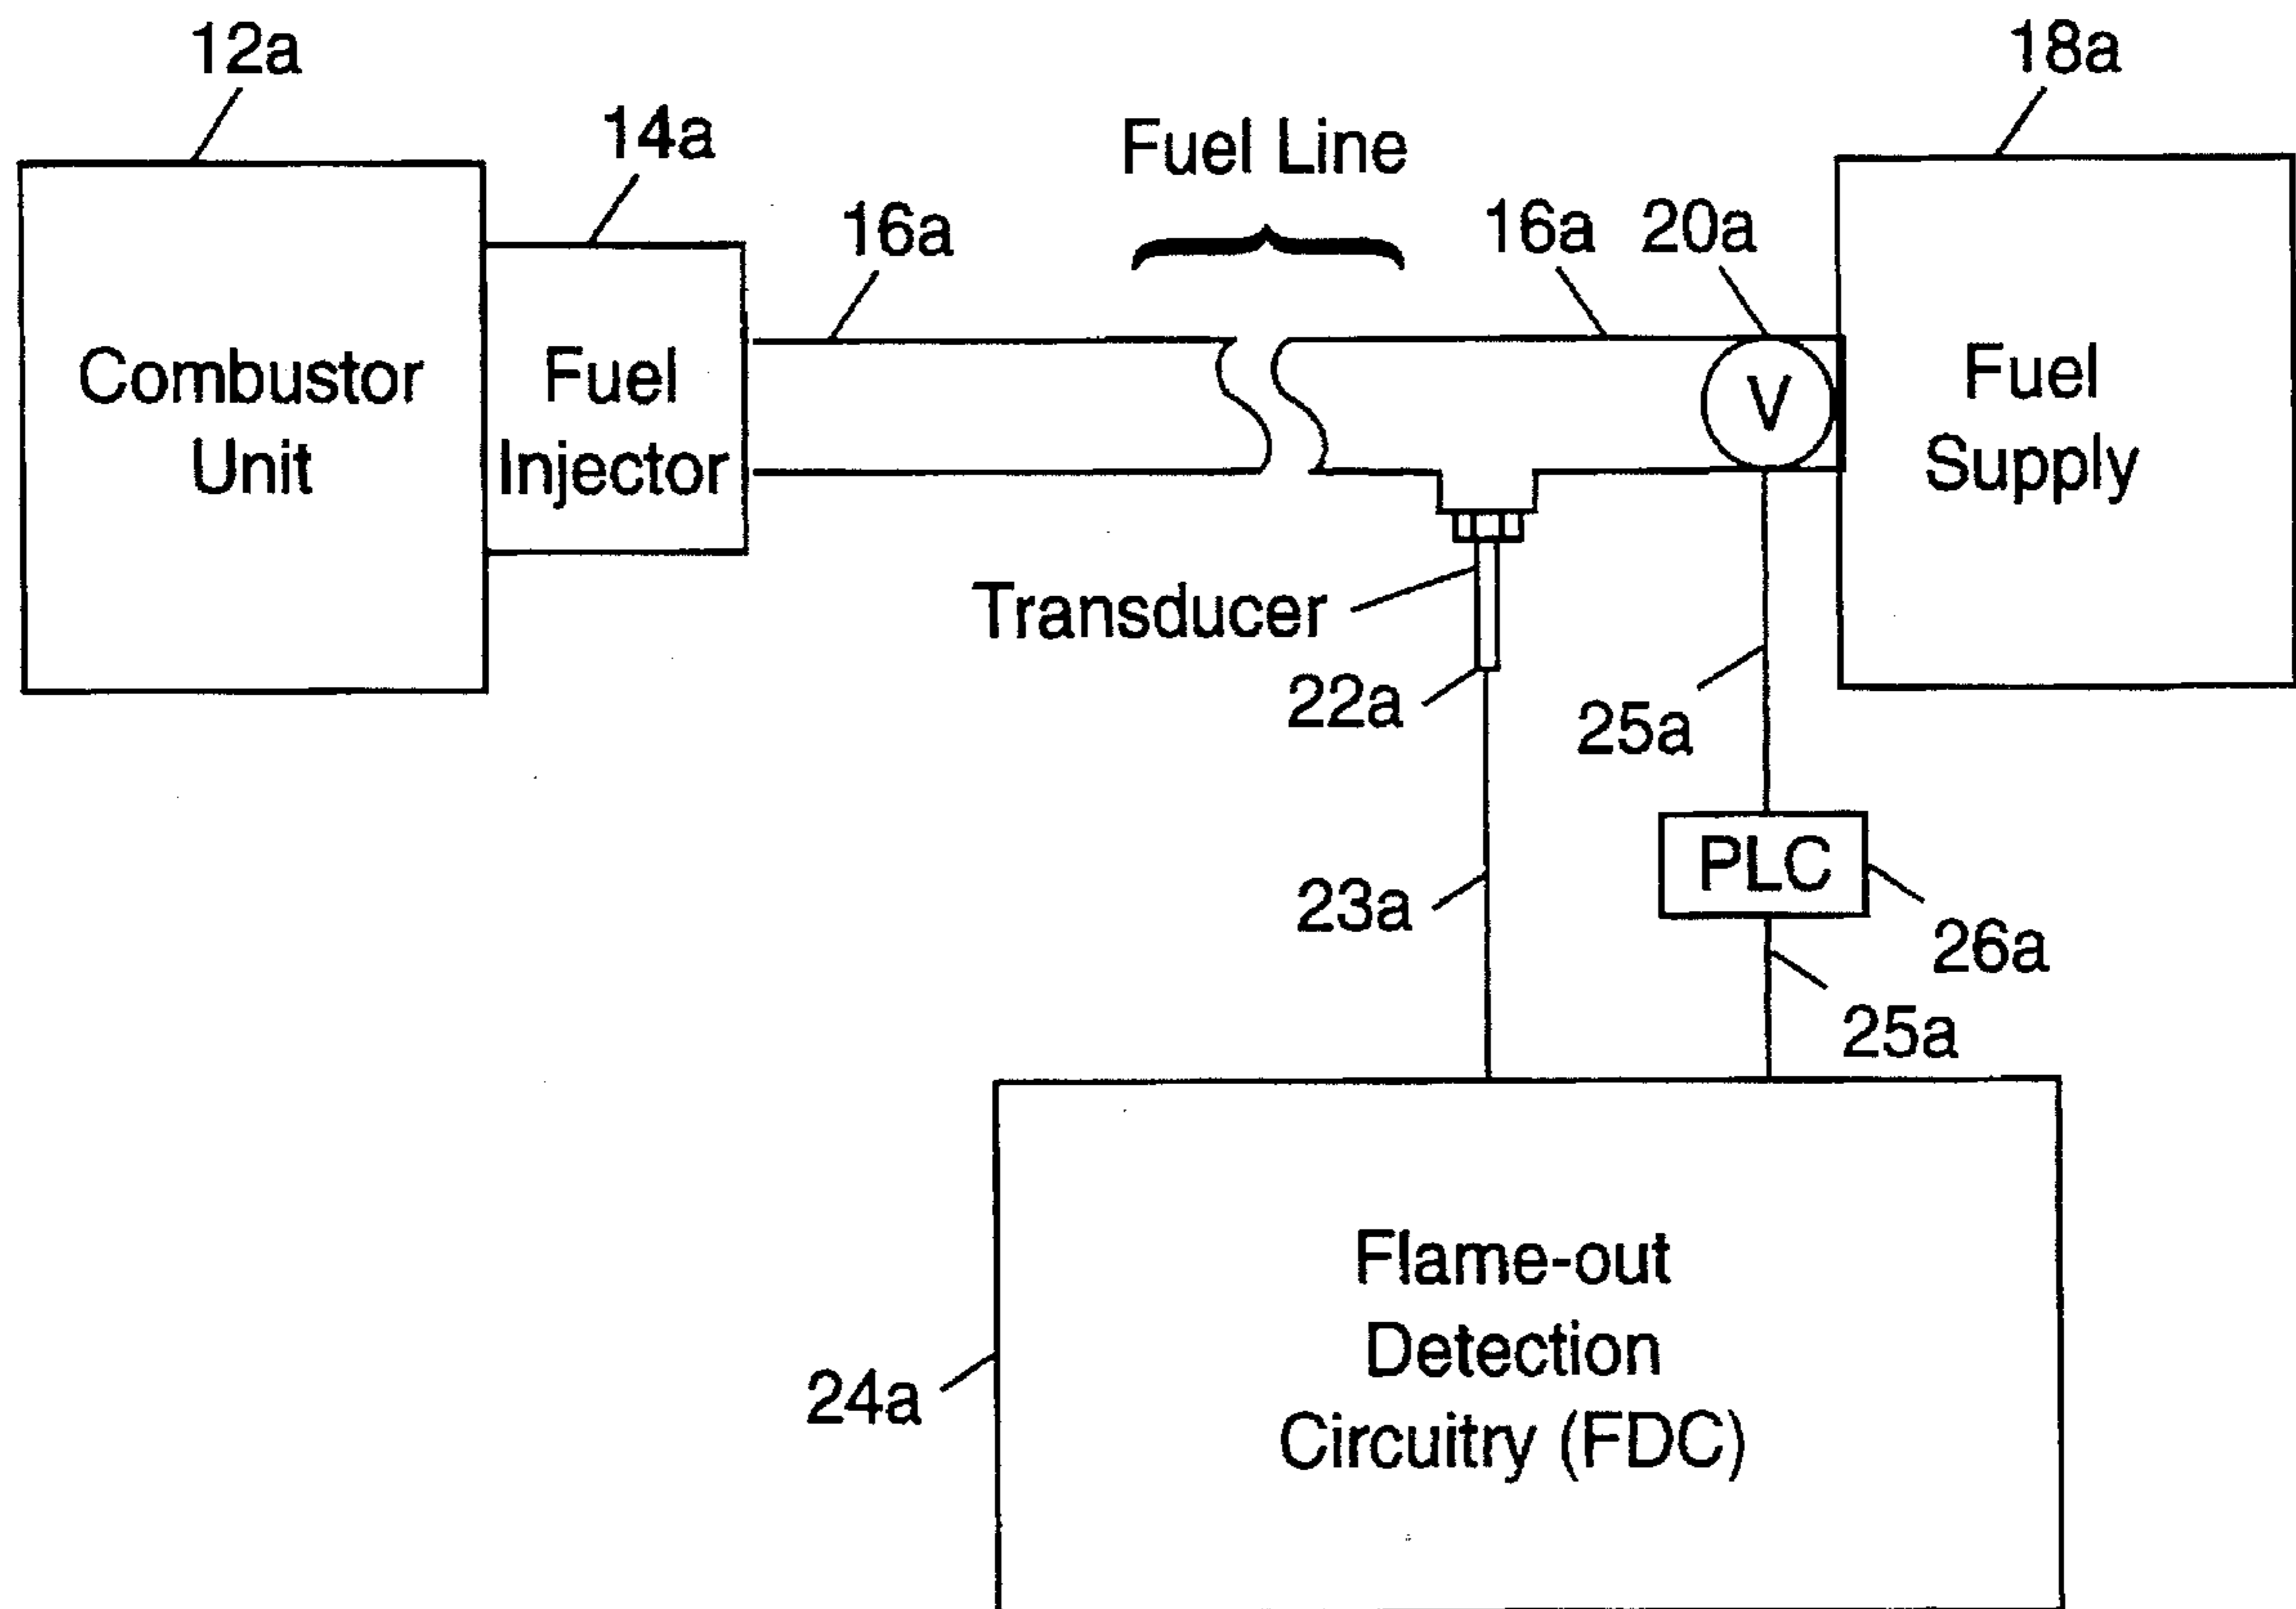 12a
18a
14a
Fuel Line
16a
16a
20a
Combustor
Unit
Fuel
Injector
V
Fuel
Supply
Transducer
22a
25a
PLC
23a
26a
25a
Flame-out
Detection
Circuitry (FDC)
24a